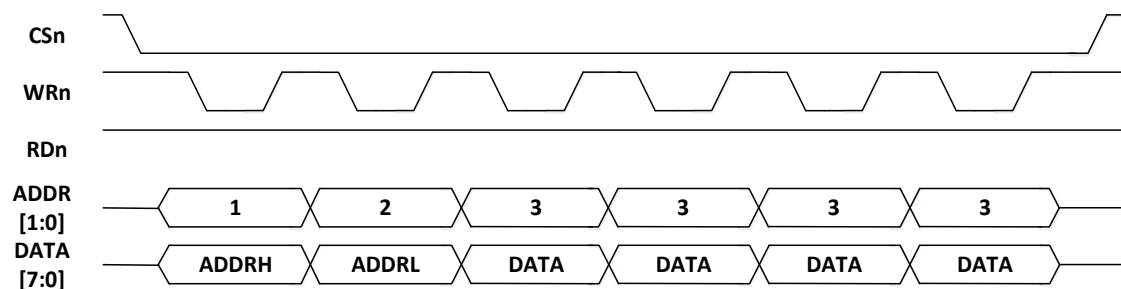 CSn
WRn
RDn
ADDR
[1:0]
1 2 3 3 3 3
DATA
[7:0]
ADDRH ADDRL DATA DATA DATA DATA